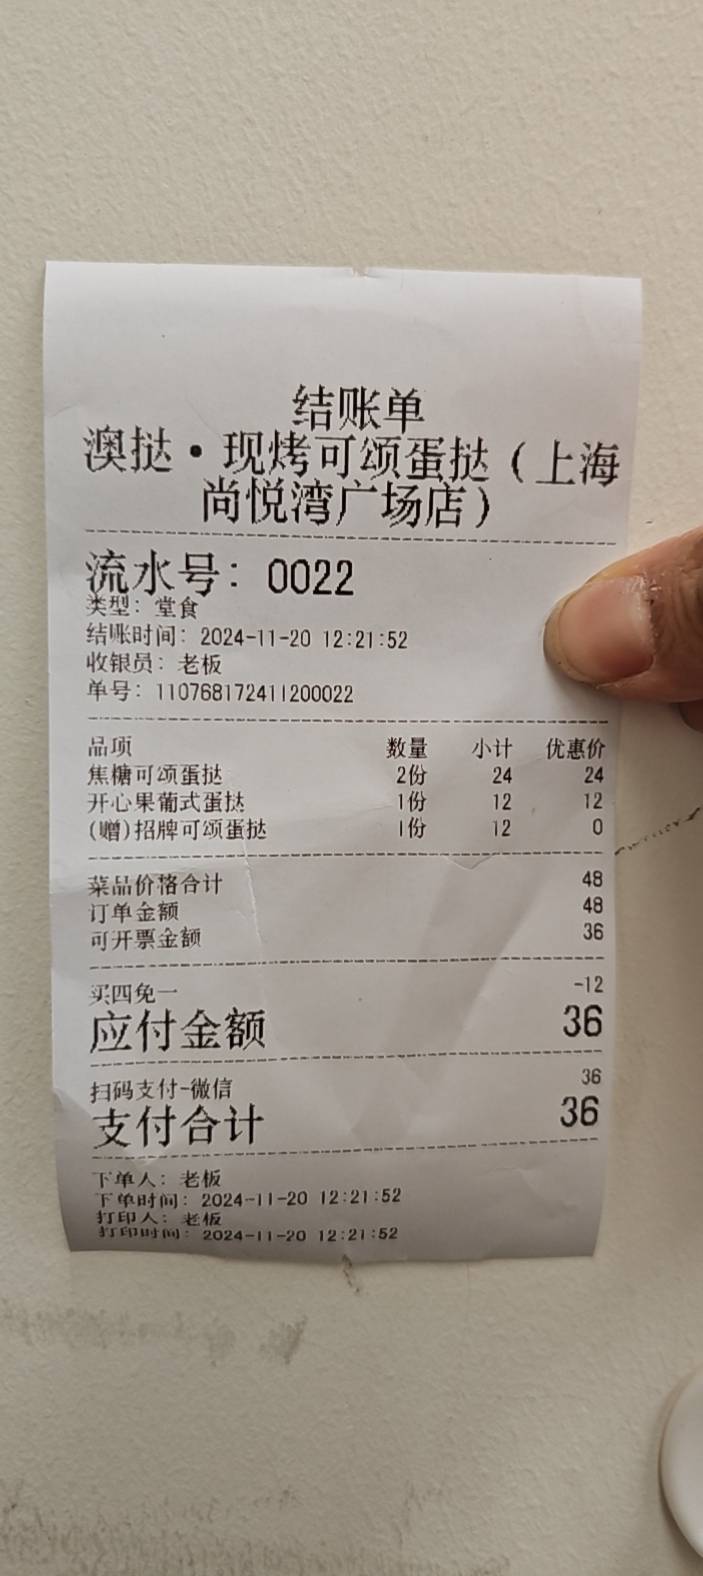 结账单
澳挞·现烤可颂蛋挞(上海
尚悦湾广场店)
流水号: 0022
类型: 堂食
结账时间: 2024-11-20 12:21:52
收银员: 老板
单号: 110768172411200022
品项 数量 小计 优惠价
焦糖可颂蛋挞 2份 24 24
开心果葡式蛋挞 1份 12 12
(赠)招牌可颂蛋挞 1份 12 0
菜品价格合计 48
订单金额 48
可开票金额 36
买四免一 -12
应付金额 36
扫码支付-微信 36
支付合计 36
下单人: 老板
下单时间: 2024-11-20 12:21:52
打印人: 老板
打印时间: 2024-11-20 12:21:52